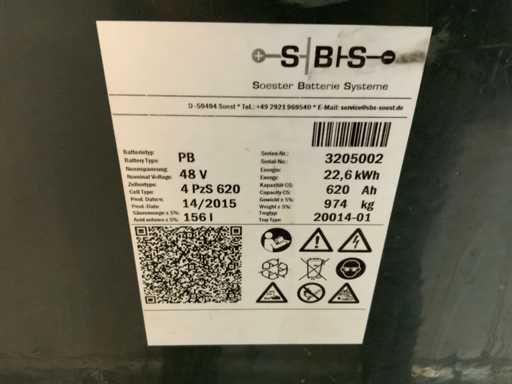 S|B|S
Soester Batterie Systeme
D-59494 Soest * Tel.: +49 2921 969540 * E-Mail: service@sbs-soest.de
Batterietyp: Serien-Nr.:
Battery Type: PB Serial-No.: 3205002
Nennspannung: Energie:
Nominal Voltage: 48 V Energy: 22,6 kWh
Zellentype: Kapazität C5:
Cell Type: 4 PzS 620 Capacity C5: 620 Ah
Prod. Datum: Gewicht ± 5%:
Prod.-Date: 14/2015 Weight ± 5%: 974 kg
Säuremenge ± 5%: Trogtyp:
Acid volume ± 5%: 156 l Tray Type: 20014-01